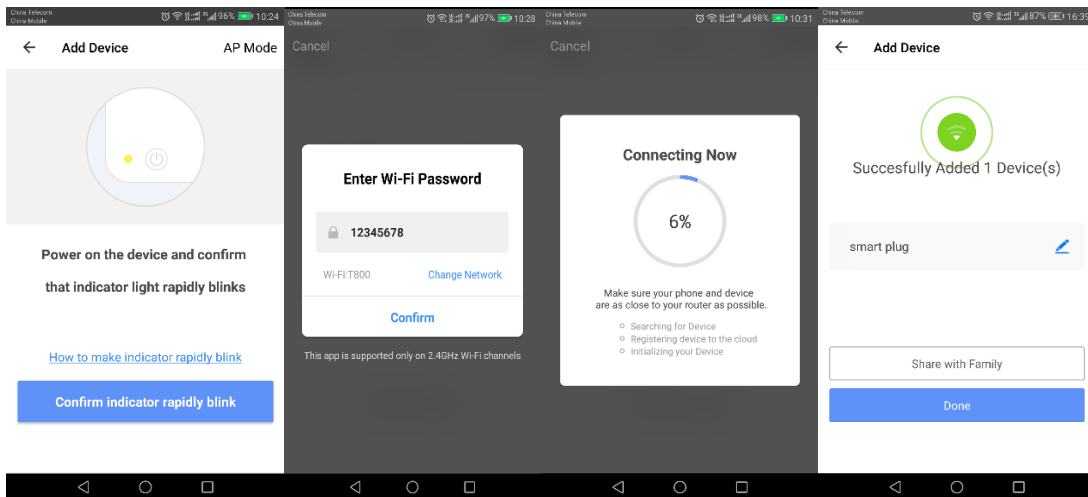 China Telecom
China Mobile
96%
10:24
Add Device
AP Mode
Power on the device and confirm
that indicator light rapidly blinks
How to make indicator rapidly blink
Confirm indicator rapidly blink
China Telecom
China Mobile
97%
10:28
Cancel
Enter Wi-Fi Password
12345678
Wi-Fi:T800
Change Network
Confirm
This app is supported only on 2.4GHz Wi-Fi channels
China Telecom
China Mobile
98%
10:31
Cancel
Connecting Now
6%
Make sure your phone and device
are as close to your router as possible.
Searching for Device
Registering device to the cloud
Initializing your Device
China Telecom
China Mobile
87%
16:39
Add Device
Succesfully Added 1 Device(s)
smart plug
Share with Family
Done